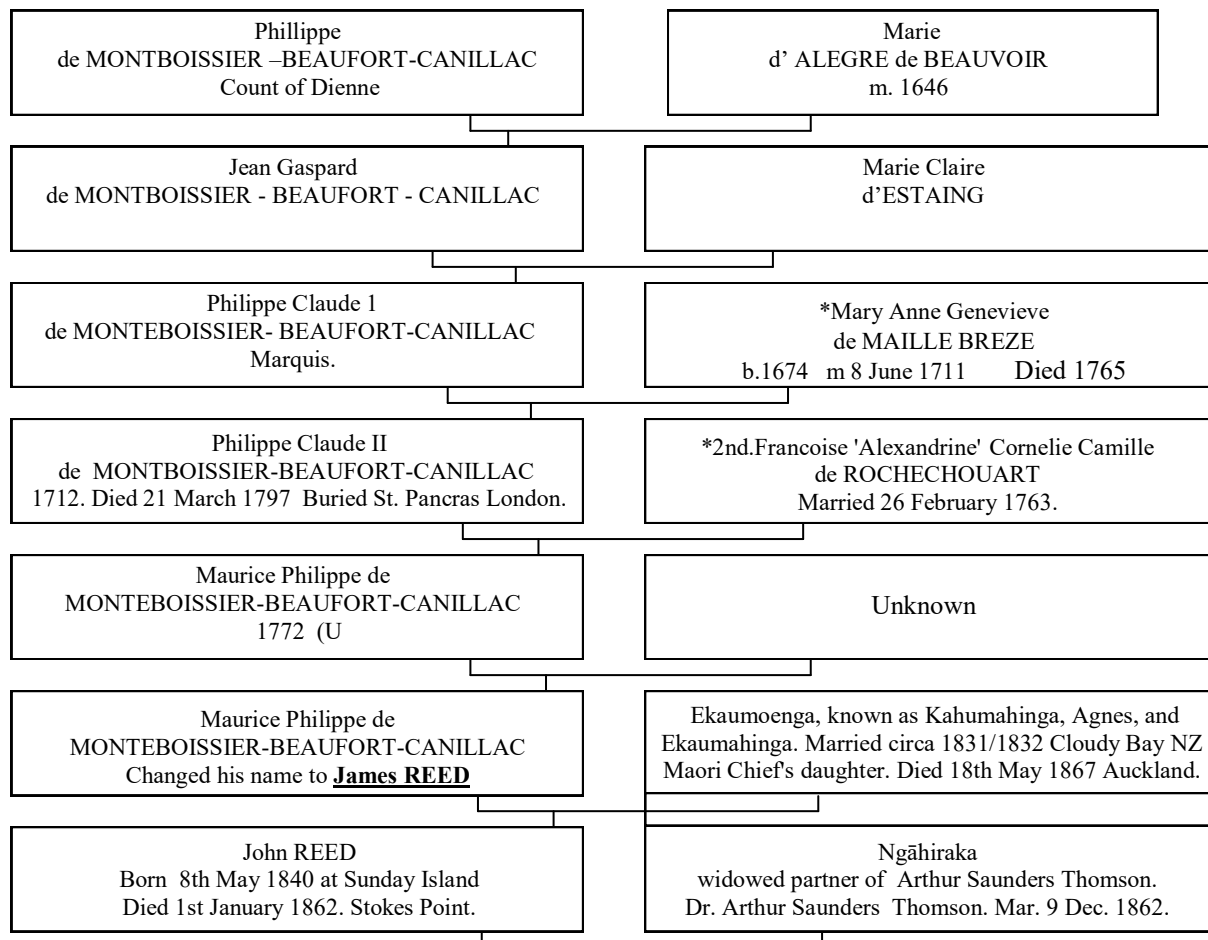 Phillippe
de MONTBOISSIER –BEAUFORT-CANILLAC
Count of Dienne
Marie
d’ ALEGRE de BEAUVOIR
m. 1646
Jean Gaspard
de MONTBOISSIER - BEAUFORT - CANILLAC
Marie Claire
d’ESTAING
Philippe Claude 1
de MONTEBOISSIER- BEAUFORT-CANILLAC
Marquis.
*Mary Anne Genevieve
de MAILLE BREZE
b.1674 m 8 June 1711 Died 1765
Philippe Claude II
de MONTBOISSIER-BEAUFORT-CANILLAC
1712. Died 21 March 1797 Buried St. Pancras London.
*2nd.Francoise 'Alexandrine' Cornelie Camille
de ROCHECHOUART
Married 26 February 1763.
Maurice Philippe de
MONTEBOISSIER-BEAUFORT-CANILLAC
1772 (U
Unknown
Maurice Philippe de
MONTEBOISSIER-BEAUFORT-CANILLAC
Changed his name to James REED
Ekaumoenga, known as Kahumahinga, Agnes, and
Ekaumahinga. Married circa 1831/1832 Cloudy Bay NZ
Maori Chief's daughter. Died 18th May 1867 Auckland.
John REED
Born 8th May 1840 at Sunday Island
Died 1st January 1862. Stokes Point.
Ngāhiraka
widowed partner of Arthur Saunders Thomson.
Dr. Arthur Saunders Thomson. Mar. 9 Dec. 1862.